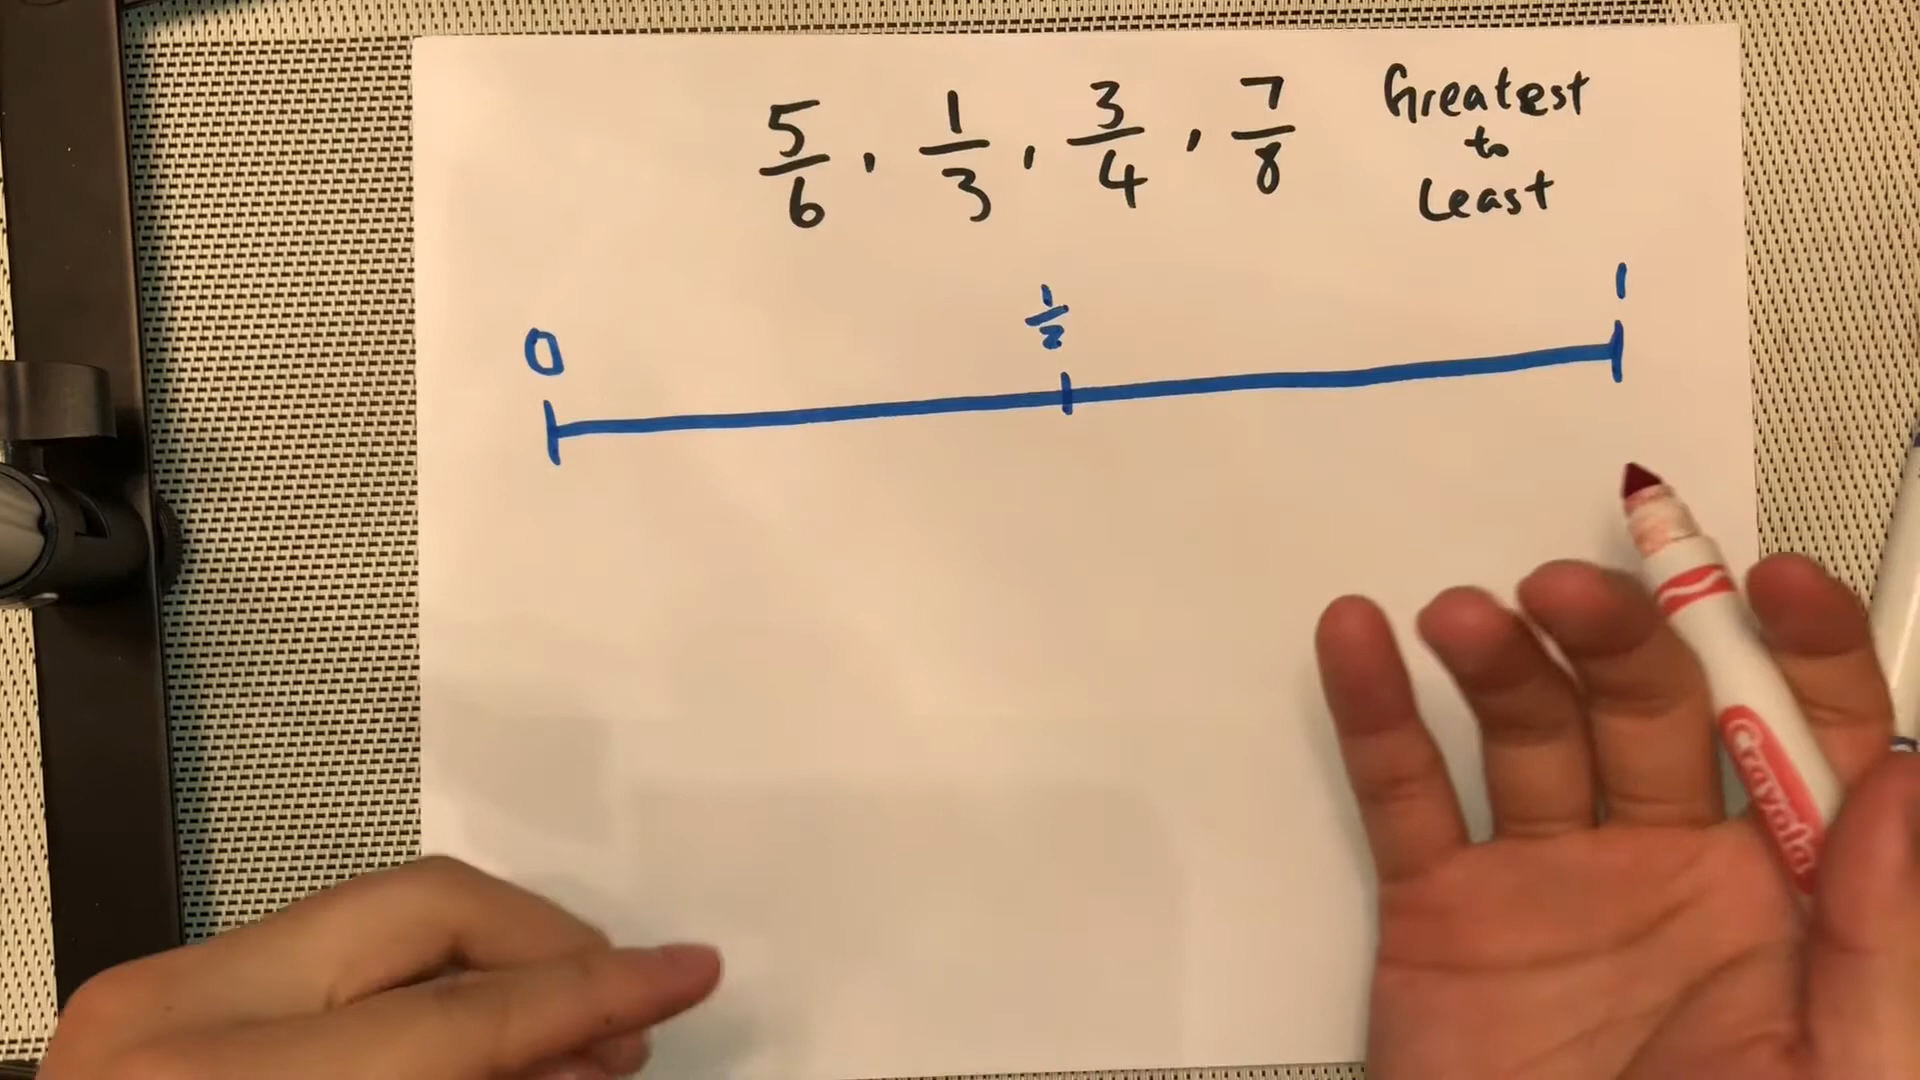 5/6, 1/3, 3/4, 7/8
Greatest
to
Least
0 1/2 1
Crayola